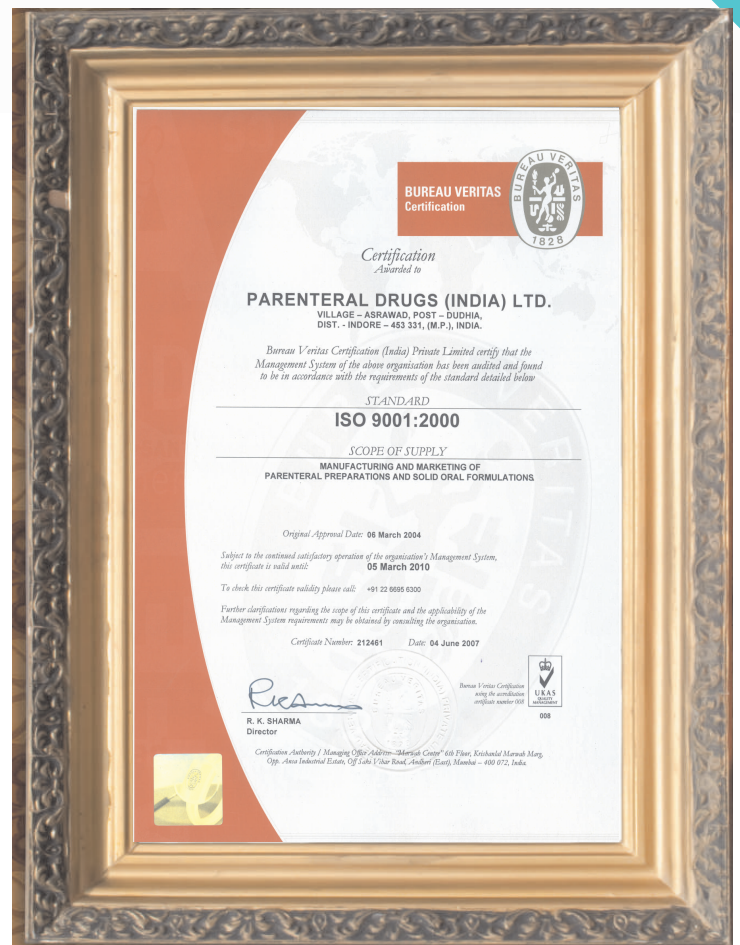 BUREAU VERITAS
Certification
BUREAU VERITAS
1828
Certification
Awarded to
PARENTERAL DRUGS (INDIA) LTD.
VILLAGE – ASRAWAD, POST – DUDHIA,
DIST. - INDORE – 453 331, (M.P.), INDIA.
Bureau Veritas Certification (India) Private Limited certify that the
Management System of the above organisation has been audited and found
to be in accordance with the requirements of the standard detailed below
STANDARD
ISO 9001:2000
SCOPE OF SUPPLY
MANUFACTURING AND MARKETING OF
PARENTERAL PREPARATIONS AND SOLID ORAL FORMULATIONS
Original Approval Date: 06 March 2004
Subject to the continued satisfactory operation of the organisation's Management System,
this certificate is valid until: 05 March 2010
To check this certificate validity please call: +91 22 6695 6300
Further clarifications regarding the scope of this certificate and the applicability of the
Management System requirements may be obtained by consulting the organisation.
Certificate Number: 212461 Date: 04 June 2007
Bureau Veritas Certification
using the accreditation
certificate number 008
UKAS
QUALITY
MANAGEMENT
008
R. K. SHARMA
Director
Certification Authority / Managing Office Address: "Marwah Centre" 6th Floor, Krishanlal Marwah Marg,
Opp. Ansa Industrial Estate, Off Saki Vihar Road, Andheri (East), Mumbai – 400 072, India